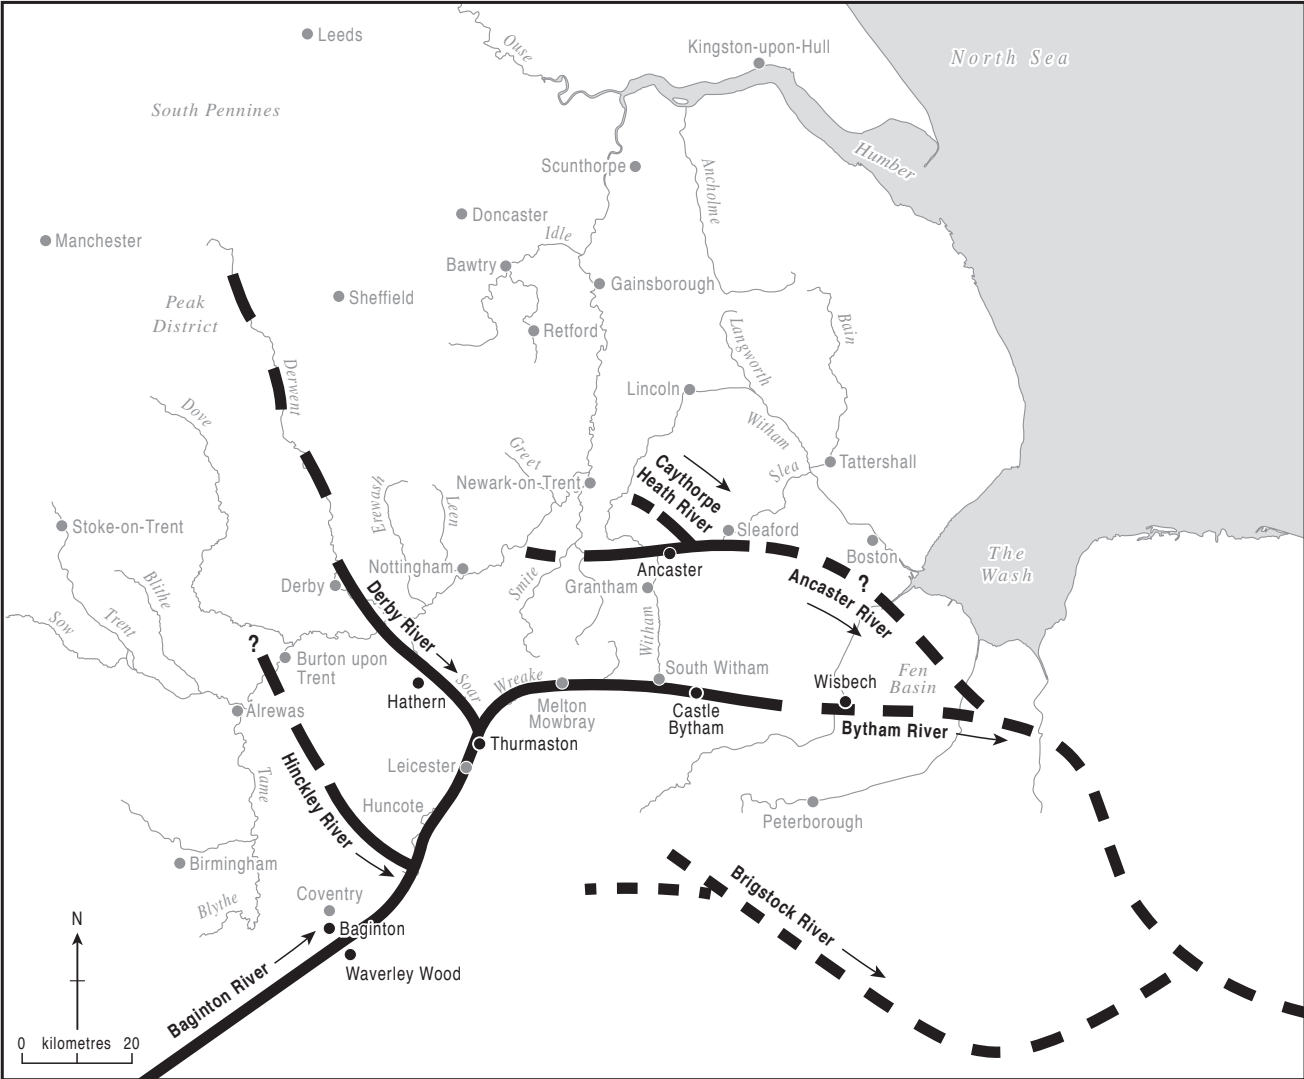 Leeds
Ouse
Kingston-upon-Hull
North Sea
South Pennines
Humber
Scunthorpe
Ancholme
Doncaster
Idle
Manchester
Bawtry
Gainsborough
Sheffield
Peak
District
Retford
Langworth
Bain
Derwent
Lincoln
Dove
Witham
Greet
Slea
Tattershall
Caythorpe
Heath River
Newark-on-Trent
Erewash
Leen
Stoke-on-Trent
Sleaford
Boston
The
Wash
Nottingham
Ancaster
?
Smite
Grantham
Ancaster River
Derby
Derby River
Blithe
Trent
Sow
Witham
?
Burton upon
Trent
Soar
Wreake
South Witham
Fen
Basin
Wisbech
Hathern
Alrewas
Melton
Mowbray
Castle
Bytham
Bytham River
Thurmaston
Leicester
Tame
Hinckley River
Huncote
Peterborough
Birmingham
Brigstock River
Blythe
Coventry
Baginton
N
Waverley Wood
Baginton River
0 kilometres 20